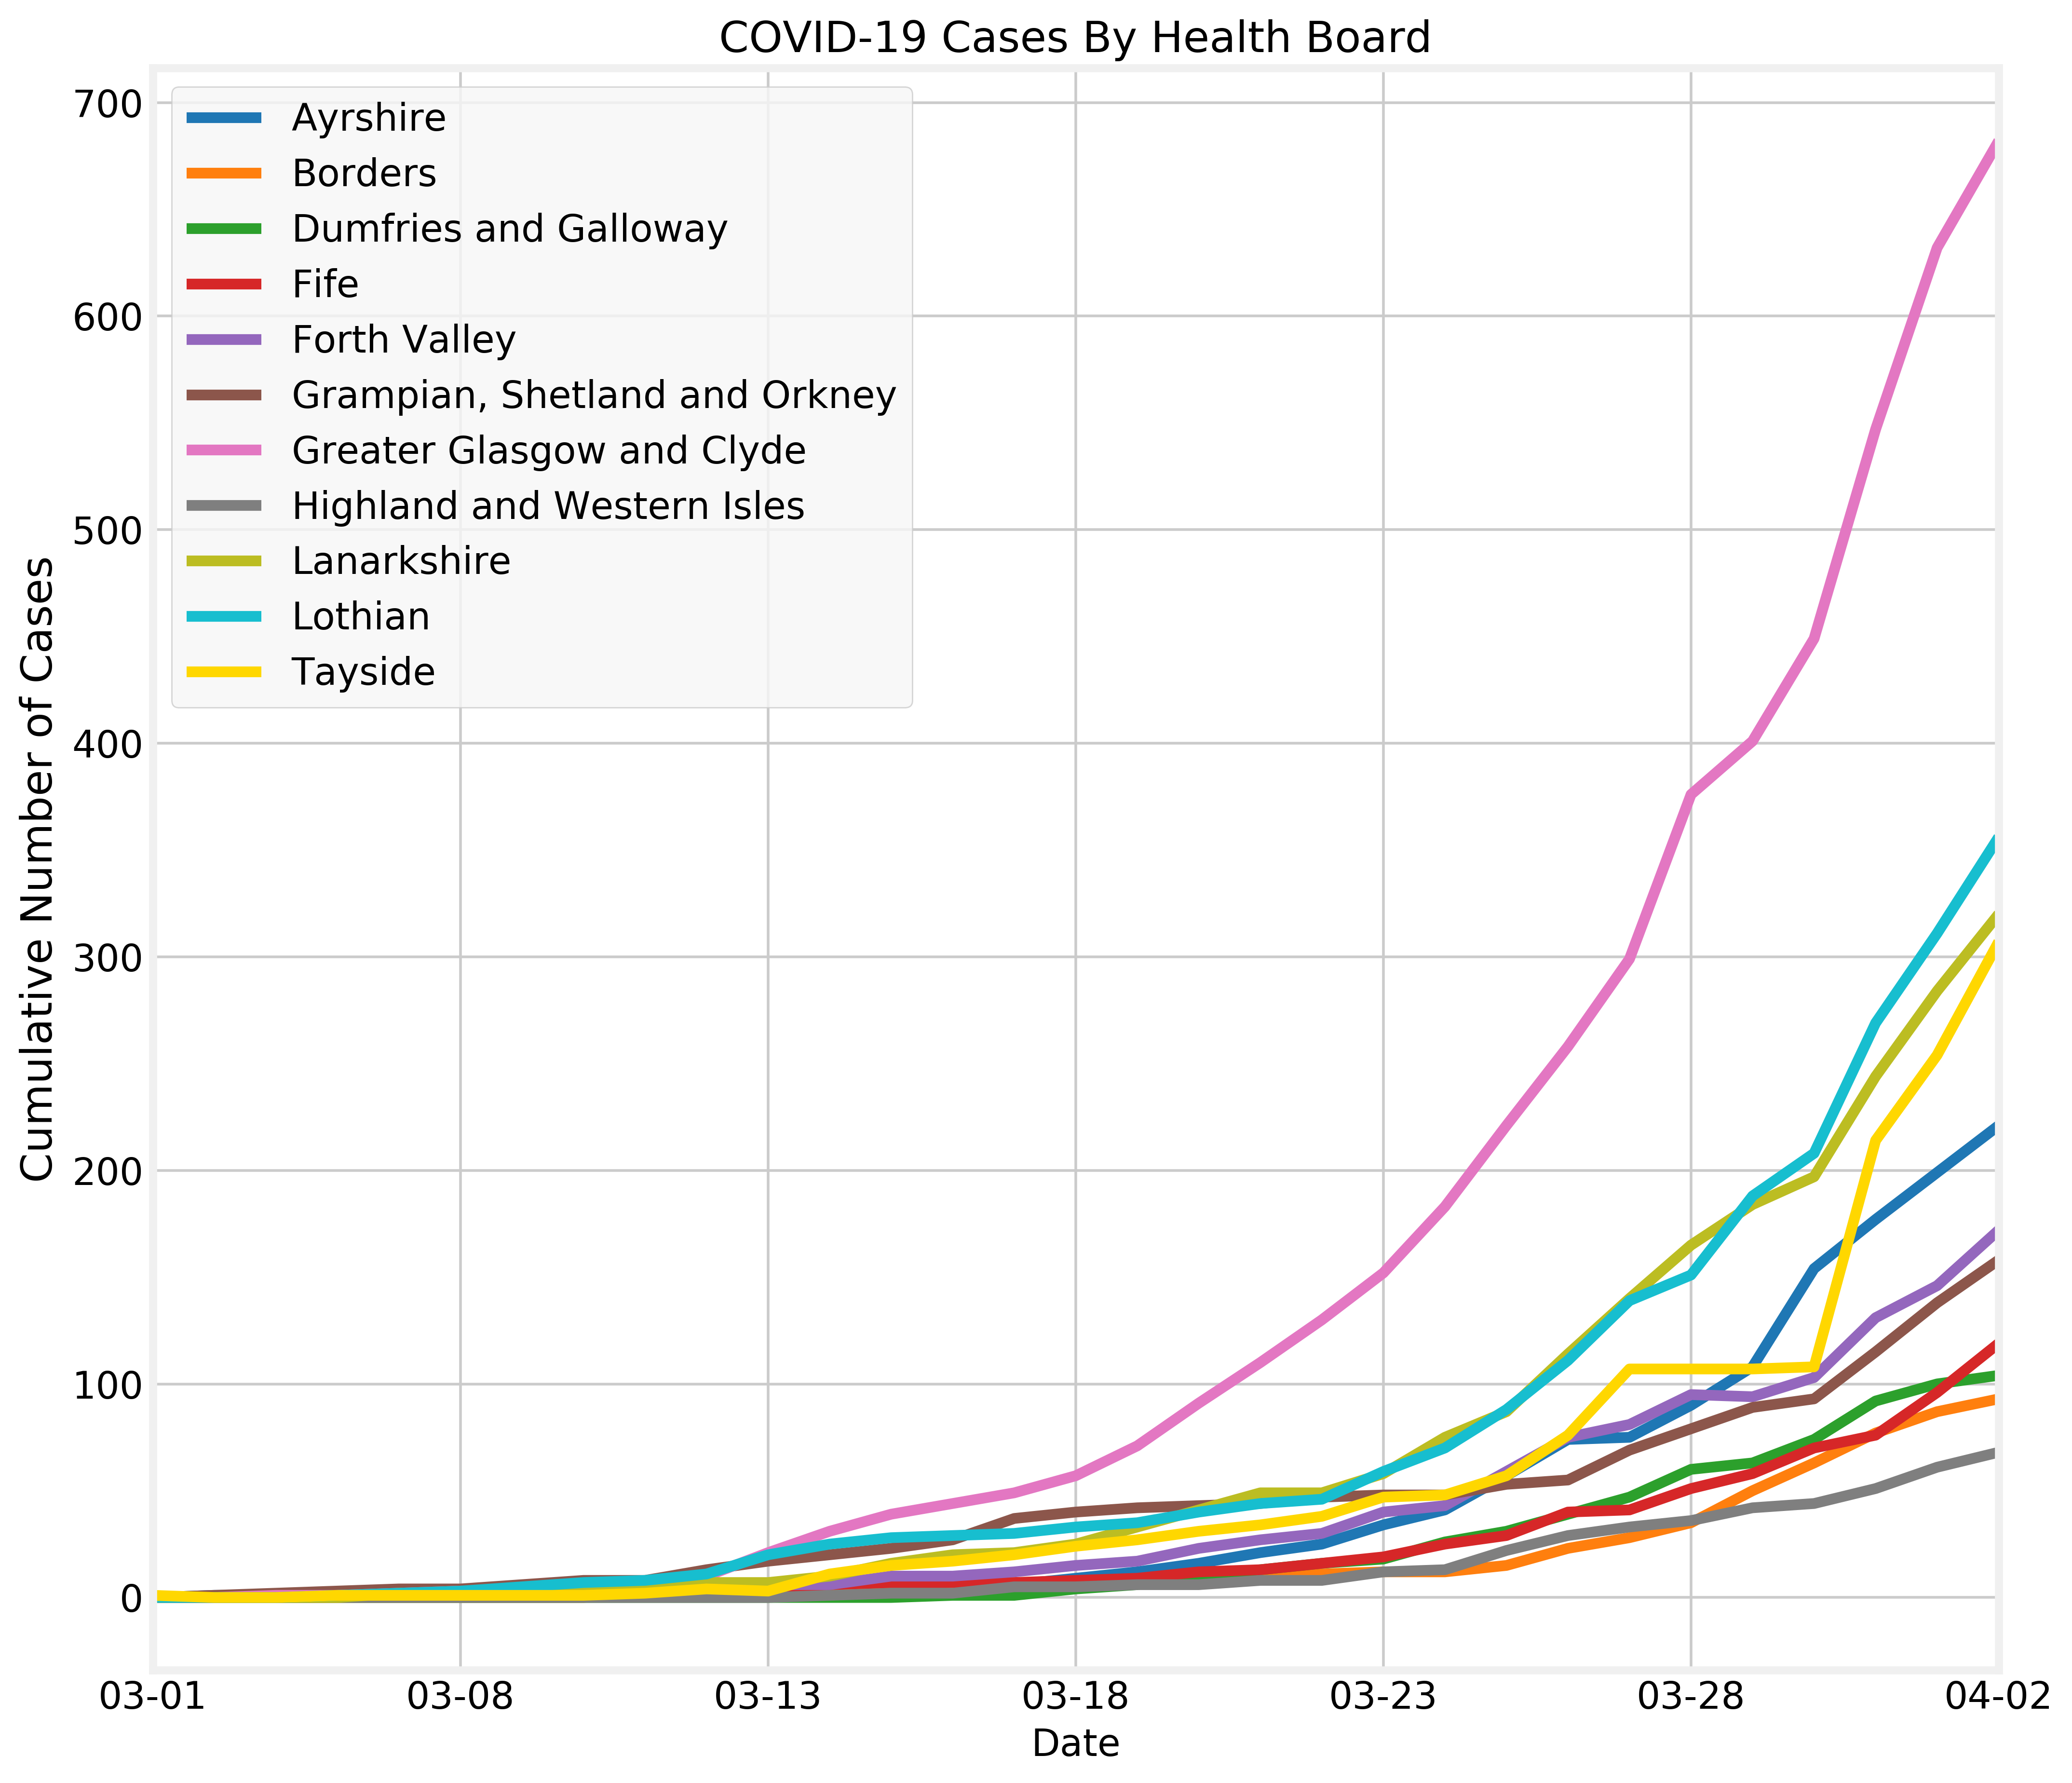 COVID-19 Cases By Health Board
700
600
500
400
300
200
100
0
Cumulative Number of Cases
Ayrshire
Borders
Dumfries and Galloway
Fife
Forth Valley
Grampian, Shetland and Orkney
Greater Glasgow and Clyde
Highland and Western Isles
Lanarkshire
Lothian
Tayside
03-01 03-08 03-13 03-18 03-23 03-28 04-02
Date